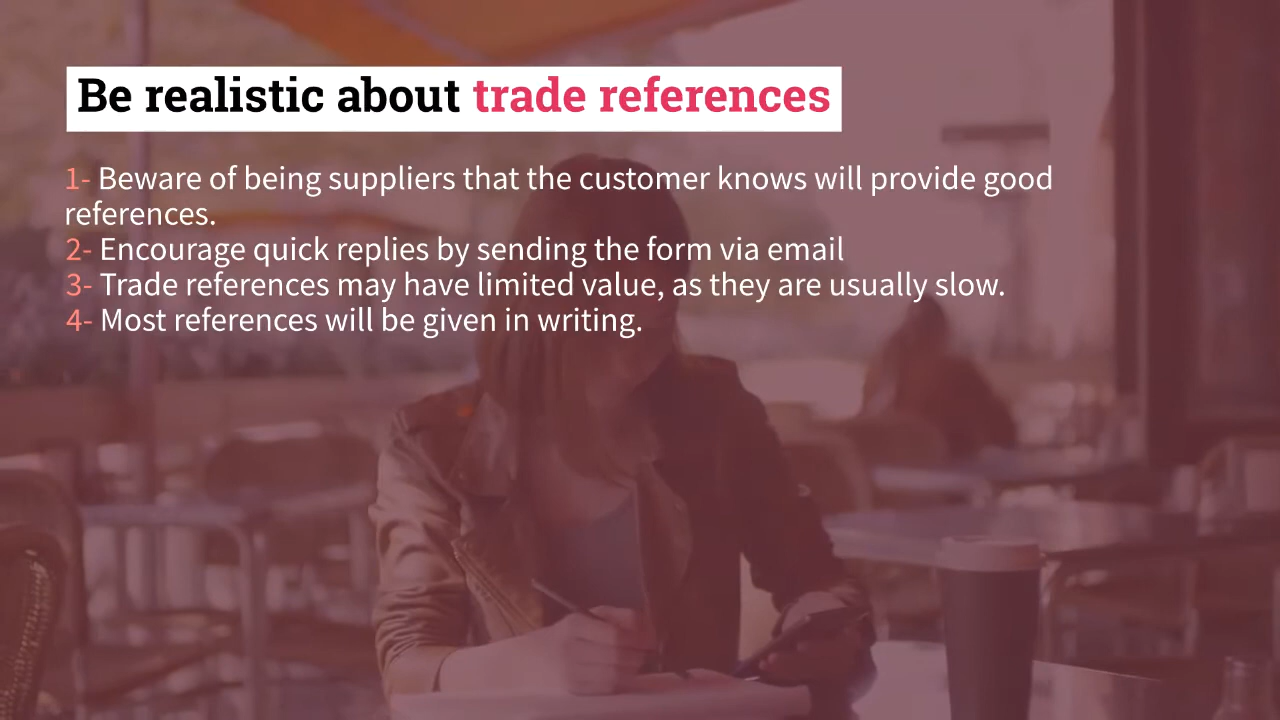 Be realistic about trade references
1- Beware of being suppliers that the customer knows will provide good
references.
2- Encourage quick replies by sending the form via email
3- Trade references may have limited value, as they are usually slow.
4- Most references will be given in writing.